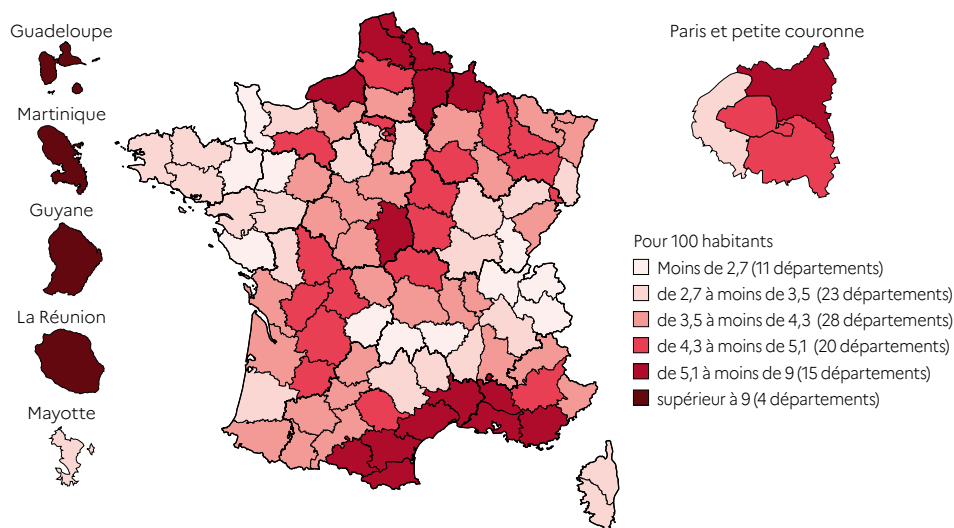 Guadeloupe
Martinique
Guyane
La Réunion
Mayotte
Paris et petite couronne
Pour 100 habitants
Moins de 2,7 (11 départements)
de 2,7 à moins de 3,5 (23 départements)
de 3,5 à moins de 4,3 (28 départements)
de 4,3 à moins de 5,1 (20 départements)
de 5,1 à moins de 9 (15 départements)
supérieur à 9 (4 départements)